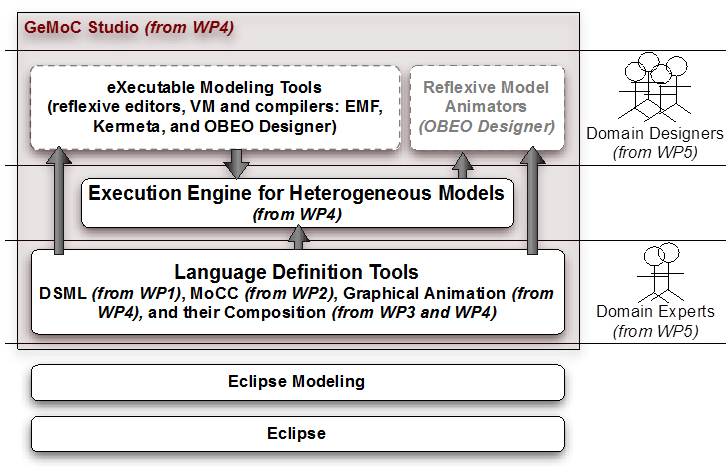 GeMoC Studio (from WP4)
eXecutable Modeling Tools
(reflexive editors, VM and compilers: EMF,
Kermeta, and OBEO Designer)
Reflexive Model
Animators
(OBEO Designer)
Domain Designers
(from WP5)
Execution Engine for Heterogeneous Models
(from WP4)
Language Definition Tools
DSML (from WP1), MoCC (from WP2), Graphical Animation (from
WP4), and their Composition (from WP3 and WP4)
Domain Experts
(from WP5)
Eclipse Modeling
Eclipse